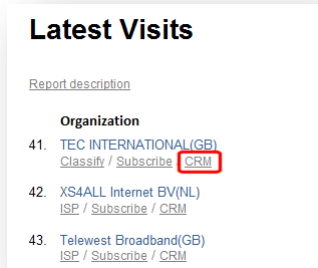 Latest Visits
Report description
Organization
41. TEC INTERNATIONAL(GB)
Classify / Subscribe / CRM
42. XS4ALL Internet BV(NL)
ISP / Subscribe / CRM
43. Telewest Broadband(GB)
ISP / Subscribe / CRM